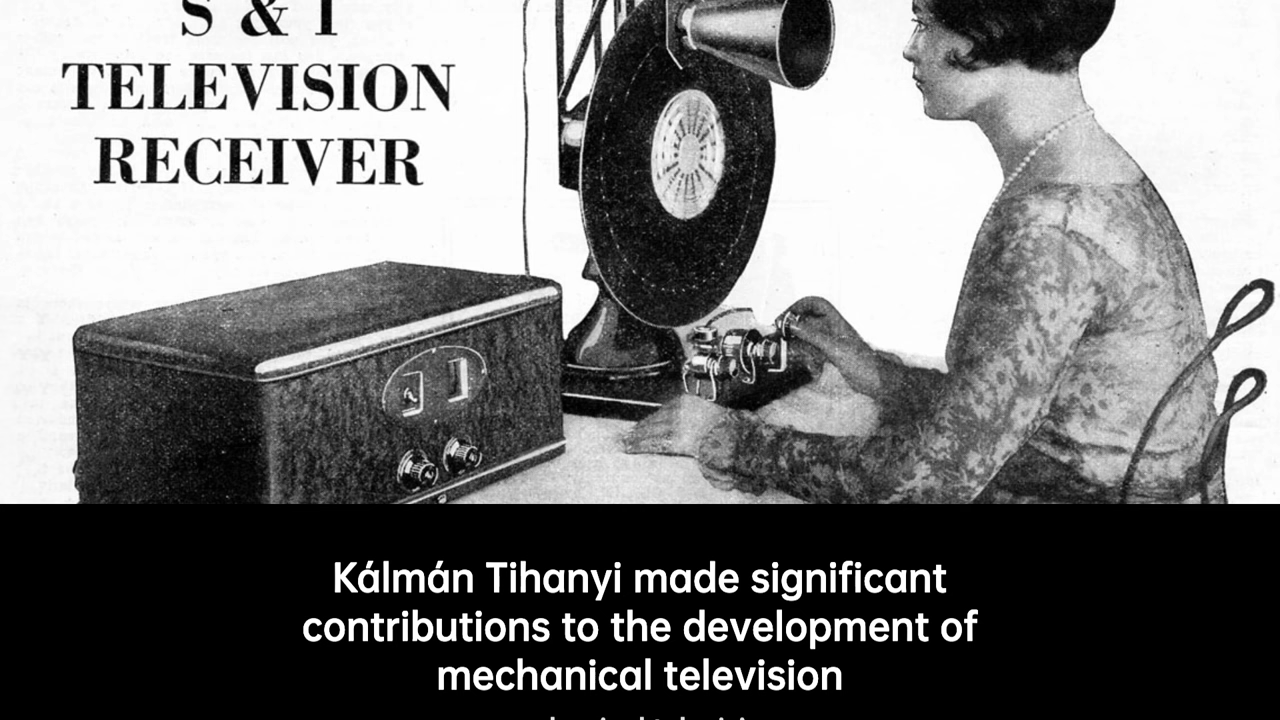 S & T
TELEVISION
RECEIVER
Kálmán Tihanyi made significant
contributions to the development of
mechanical television